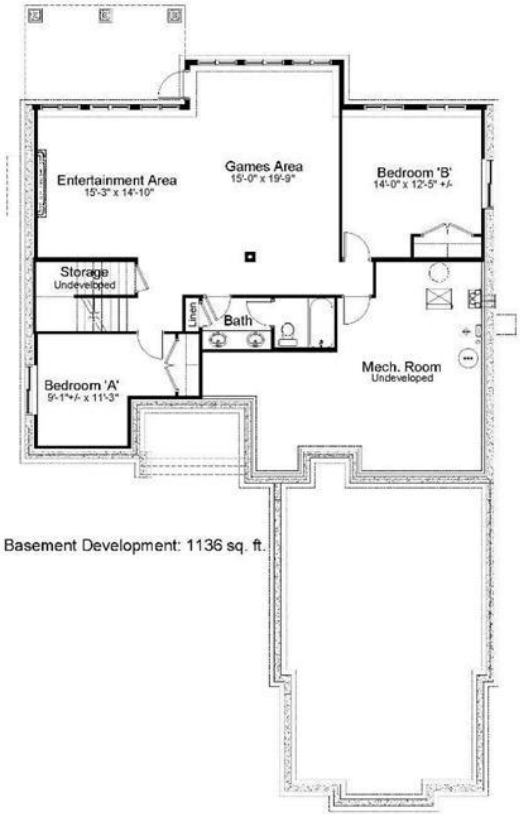 Entertainment Area
15'-3" x 14'-10"
Games Area
15'-0" x 19'-9"
Bedroom 'B'
14'-0" x 12'-5" +/-
Storage
Undeveloped
Linen
Bath
Mech. Room
Undeveloped
Bedroom 'A'
9'-1"+/- x 11'-3"
Basement Development: 1136 sq. ft.